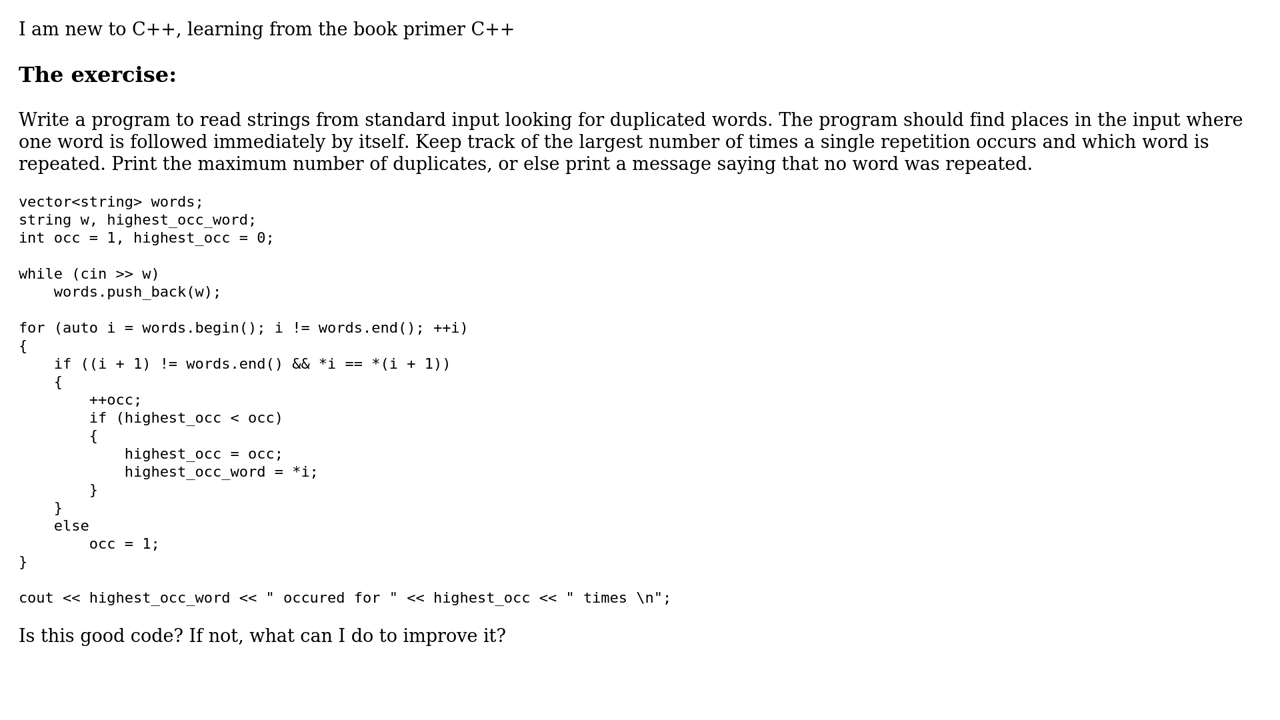 I am new to C++, learning from the book primer C++
The exercise:
Write a program to read strings from standard input looking for duplicated words. The program should find places in the input where
one word is followed immediately by itself. Keep track of the largest number of times a single repetition occurs and which word is
repeated. Print the maximum number of duplicates, or else print a message saying that no word was repeated.
vector<string> words;
string w, highest_occ_word;
int occ = 1, highest_occ = 0;
while (cin >> w)
    words.push_back(w);
for (auto i = words.begin(); i != words.end(); ++i)
{
    if ((i + 1) != words.end() && *i == *(i + 1))
    {
        ++occ;
        if (highest_occ < occ)
        {
            highest_occ = occ;
            highest_occ_word = *i;
        }
    }
    else
        occ = 1;
}
cout << highest_occ_word << " occured for " << highest_occ << " times \n";
Is this good code? If not, what can I do to improve it?